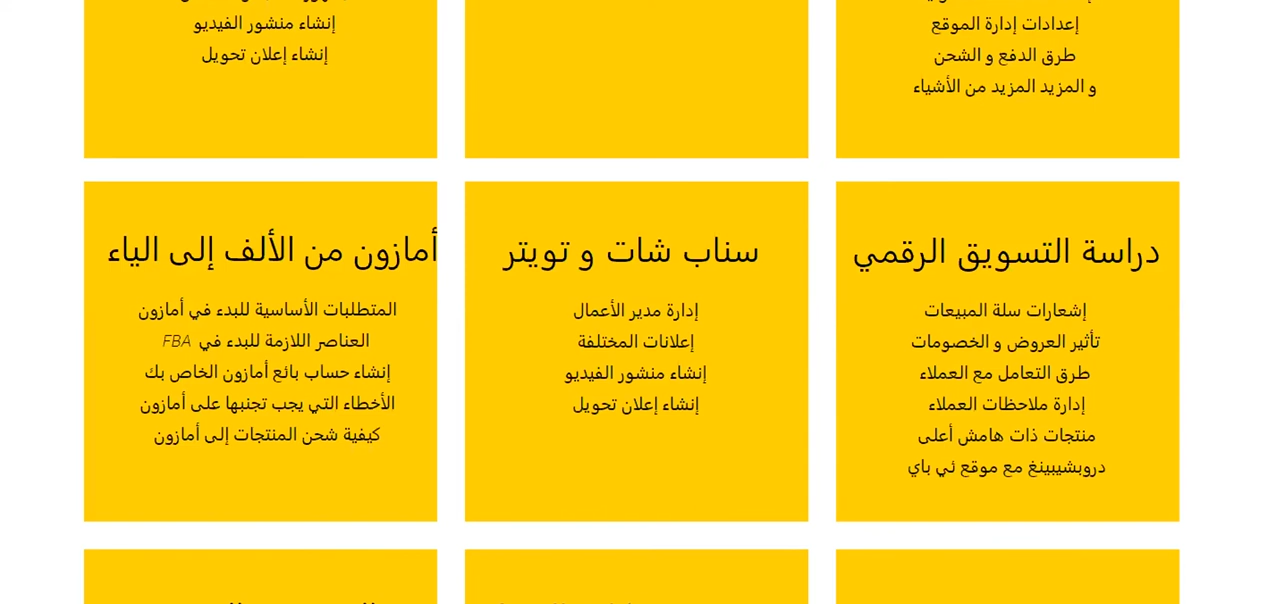 إعدادات إدارة الموقع
طرق الدفع و الشحن
و المزيد المزيد من الأشياء
إنشاء منشور الفيديو
إنشاء إعلان تحويل
دراسة التسويق الرقمي
إشعارات سلة المبيعات
تأثير العروض و الخصومات
طرق التعامل مع العملاء
إدارة ملاحظات العملاء
منتجات ذات هامش أعلى
دروبشيبينغ مع موقع ئي باي
سناب شات و تويتر
إدارة مدير الأعمال
إعلانات المختلفة
إنشاء منشور الفيديو
إنشاء إعلان تحويل
أمازون من الألف إلى الياء
المتطلبات الأساسية للبدء في أمازون
العناصر اللازمة للبدء في FBA
إنشاء حساب بائع أمازون الخاص بك
الأخطاء التي يجب تجنبها على أمازون
كيفية شحن المنتجات إلى أمازون